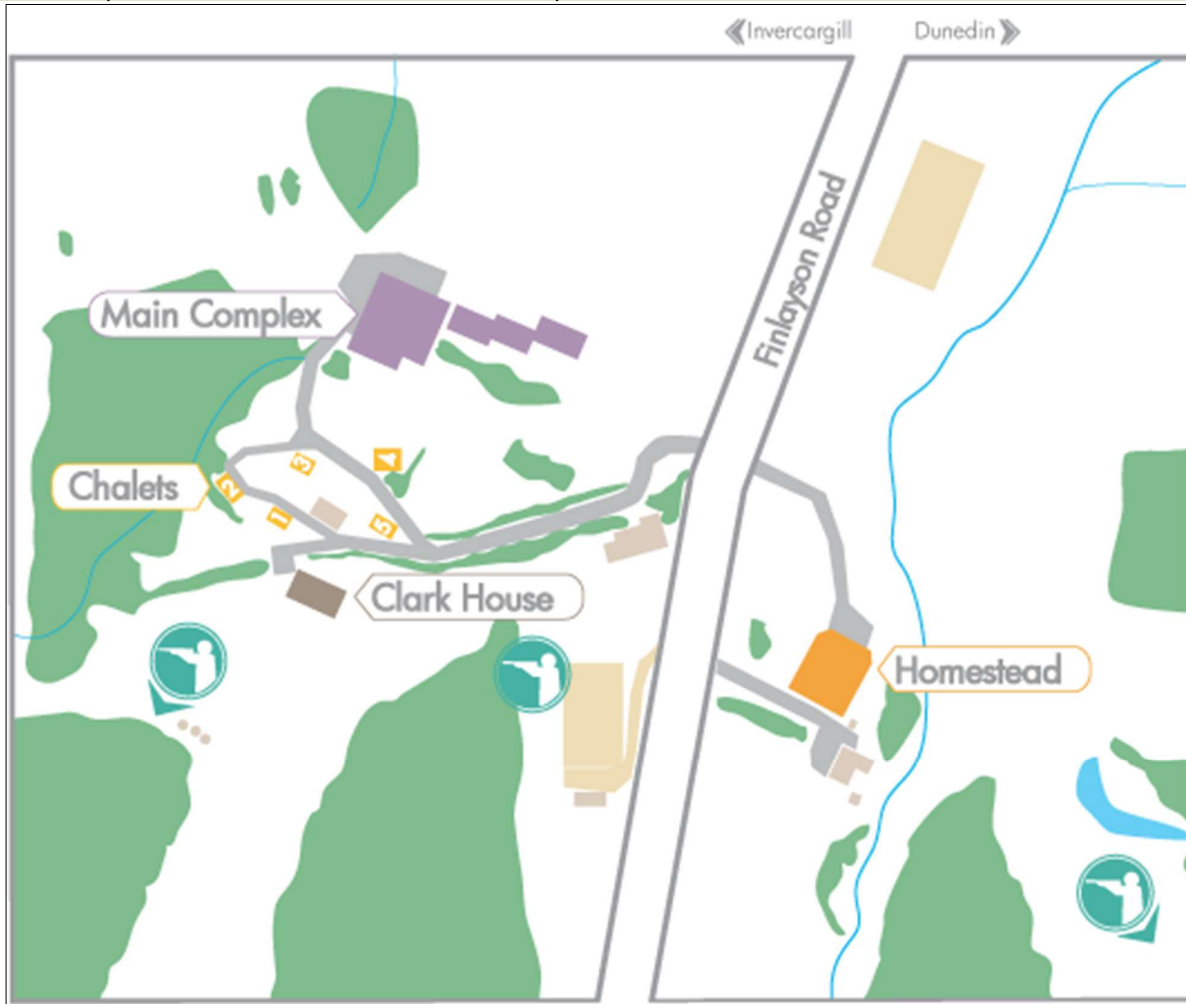 Invercargill
Dunedin
Finlayson Road
Main Complex
Chalets
1
2
3
4
5
Clark House
Homestead